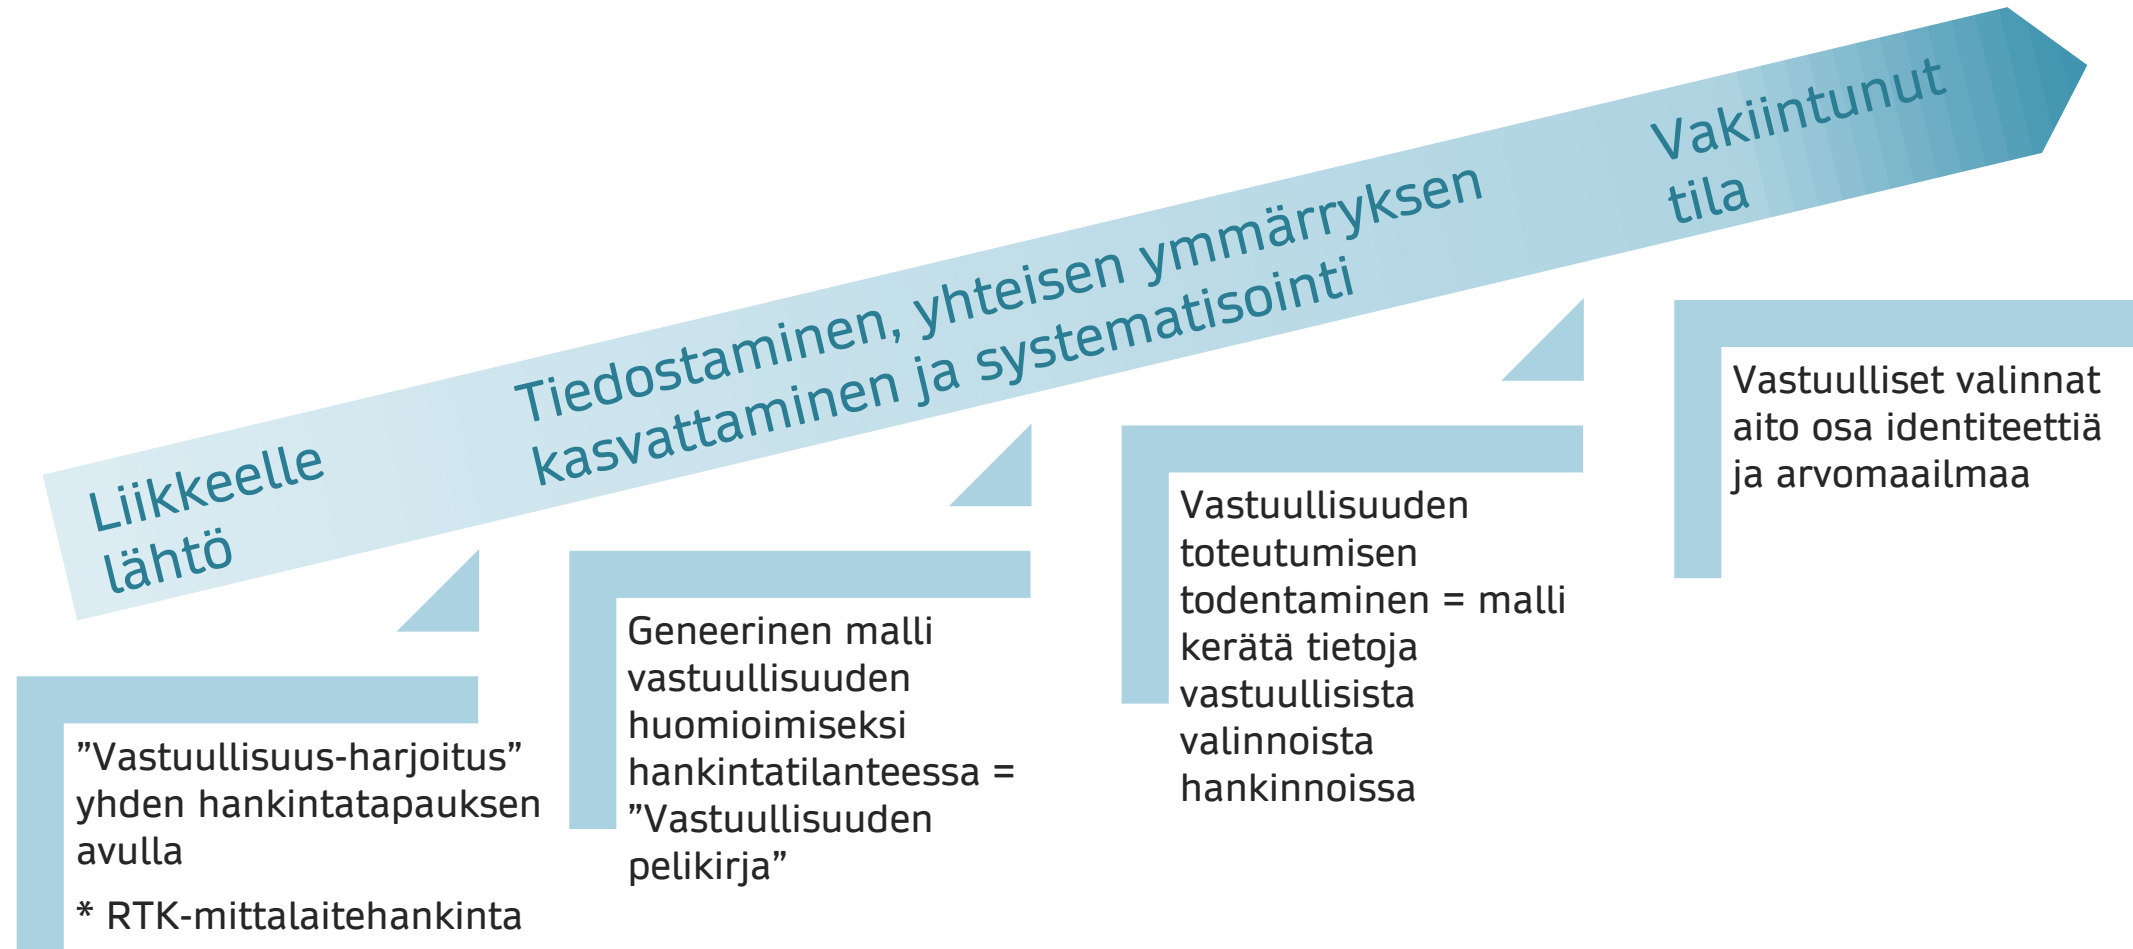 Liikkeelle
lähtö
Tiedostaminen, yhteisen ymmärryksen
kasvattaminen ja systematisointi
Vakiintunut
tila
”Vastuullisuus-harjoitus”
yhden hankintatapauksen
avulla
* RTK-mittalaitehankinta
Geneerinen malli
vastuullisuuden
huomioimiseksi
hankintatilanteessa =
”Vastuullisuuden
pelikirja”
Vastuullisuuden
toteutumisen
todentaminen = malli
kerätä tietoja
vastuullisista
valinnoista
hankinnoissa
Vastuulliset valinnat
aito osa identiteettiä
ja arvomaailmaa